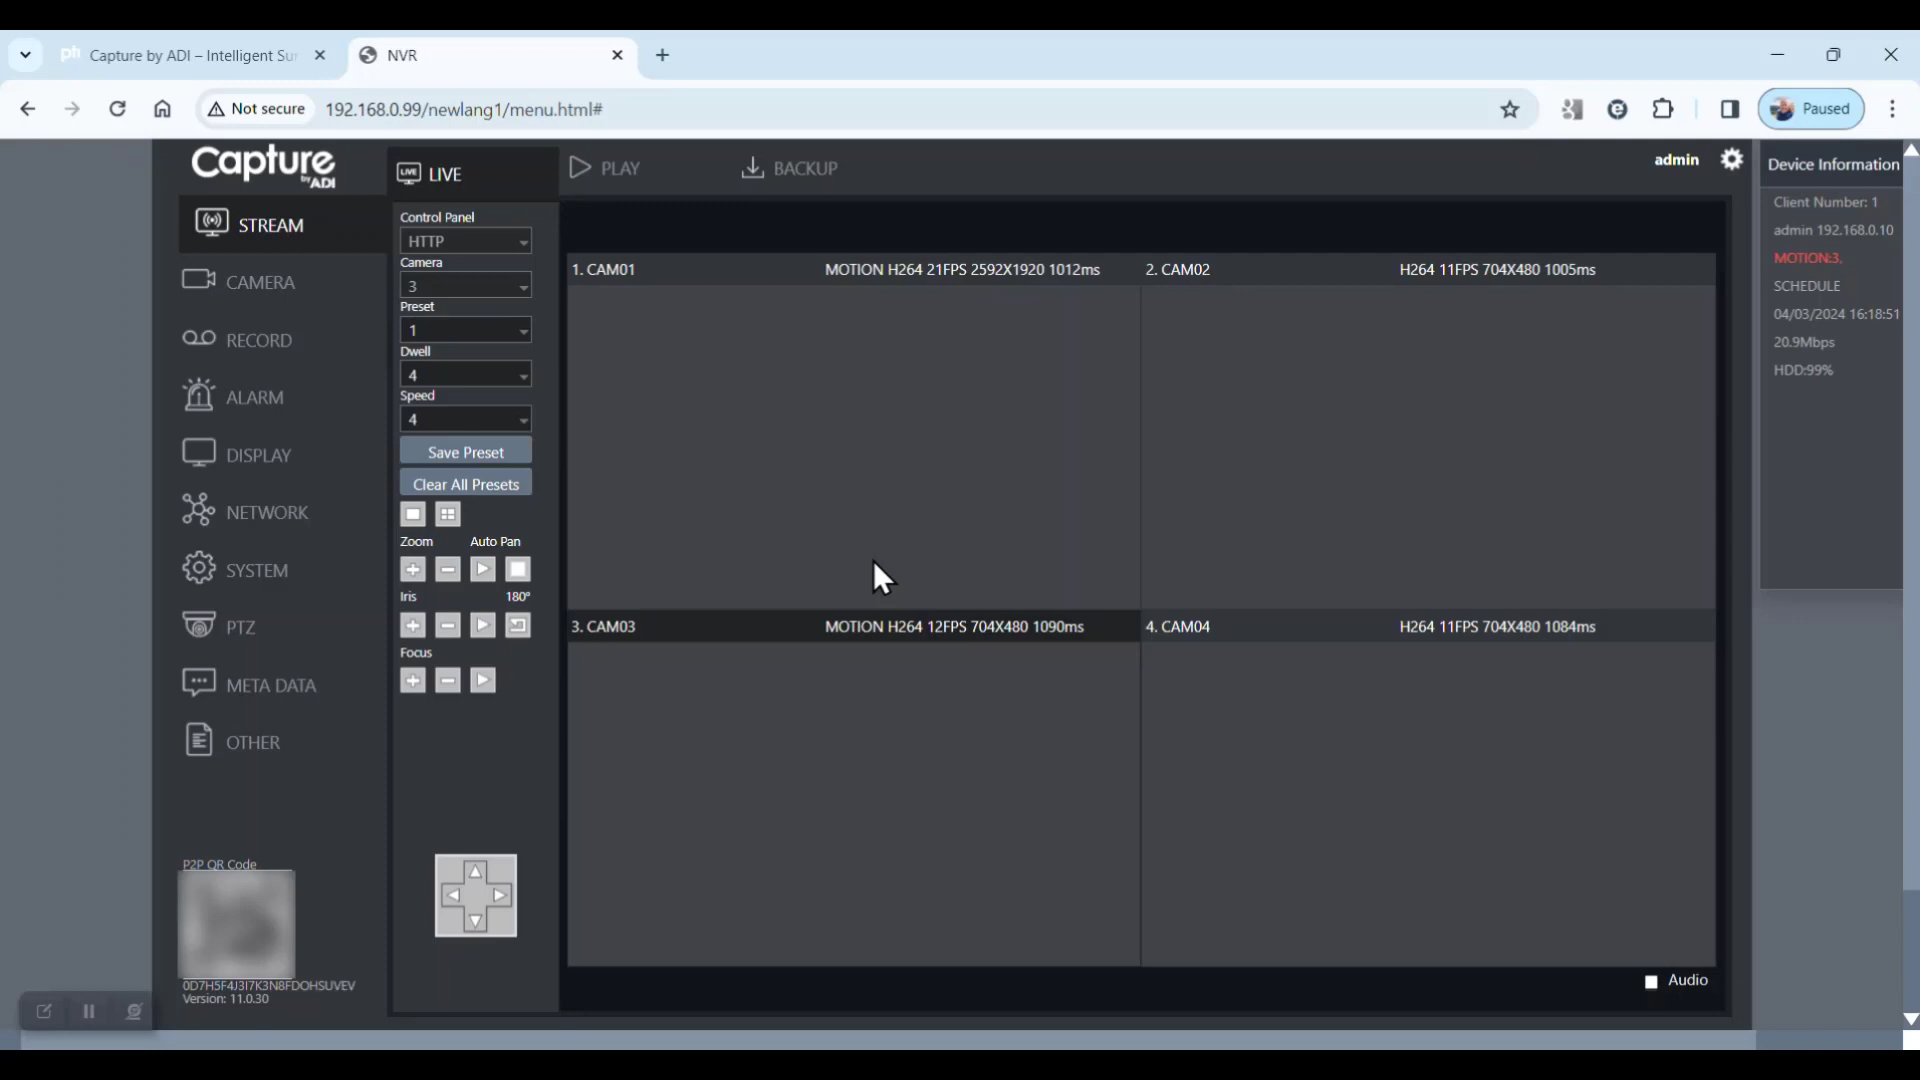 Capture by ADI – Intelligent Sur
NVR
Not secure
192.168.0.99/newlang1/menu.html#
Paused
Capture
by ADI
LIVE
LIVE
PLAY
BACKUP
admin
Device Information
STREAM
CAMERA
RECORD
ALARM
DISPLAY
NETWORK
SYSTEM
PTZ
META DATA
OTHER
Control Panel
HTTP
Camera
3
Preset
1
Dwell
4
Speed
4
Save Preset
Clear All Presets
Zoom
Auto Pan
Iris
180°
Focus
1. CAM01
MOTION H264 21FPS 2592X1920 1012ms
2. CAM02
H264 11FPS 704X480 1005ms
3. CAM03
MOTION H264 12FPS 704X480 1090ms
4. CAM04
H264 11FPS 704X480 1084ms
Audio
Client Number: 1
admin 192.168.0.10
MOTION:3,
SCHEDULE
04/03/2024 16:18:51
20.9Mbps
HDD:99%
P2P QR Code
0D7H5F4J3I7K3N8FDOHSUVEV
Version: 11.0.30